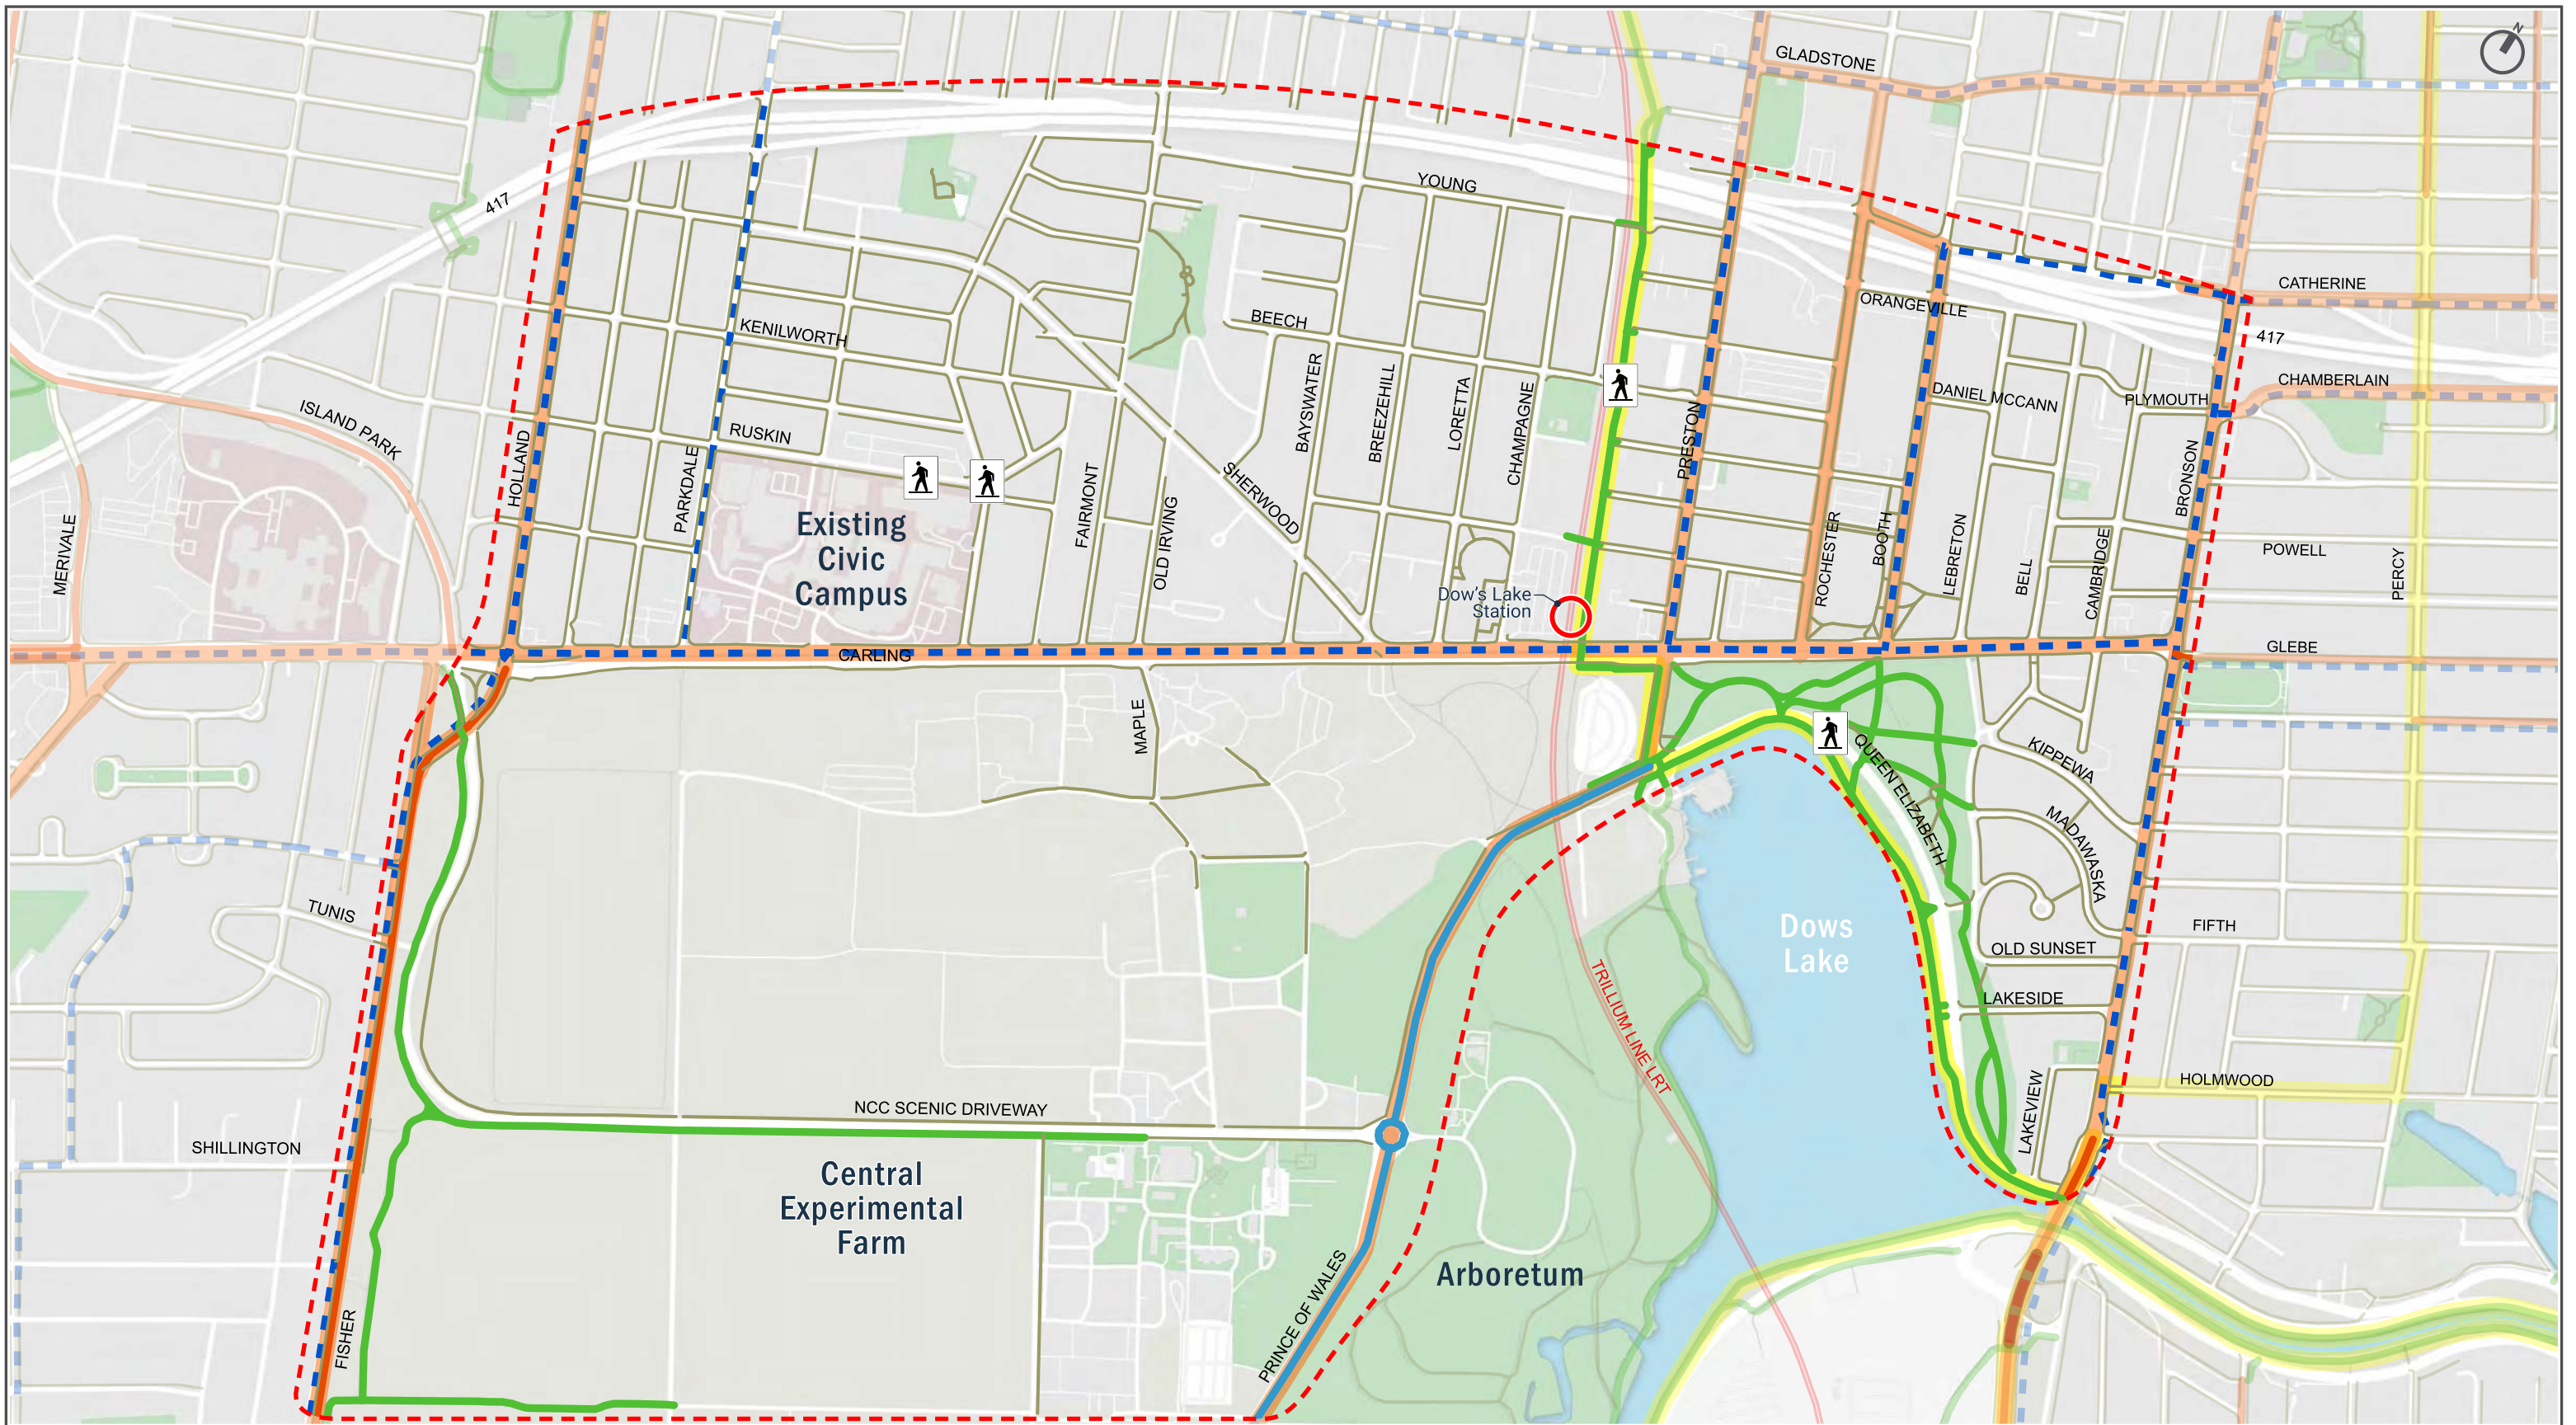 N
GLADSTONE
417
YOUNG
CATHERINE
ORANGEVILLE
417
BEECH
KENILWORTH
CHAMBERLAIN
DANIEL MCCANN
PLYMOUTH
ISLAND PARK
HOLLAND
RUSKIN
PARKDALE
BAYSWATER
BREEZEHILL
LORETTA
CHAMPAGNE
PRESTON
BRONSON
SHERWOOD
FAIRMONT
OLD IRVING
MERIVALE
Existing
Civic
Campus
ROCHESTER
BOOTH
LEBRETON
BELL
CAMBRIDGE
POWELL
PERCY
Dow's Lake
Station
CARLING
GLEBE
MAPLE
QUEEN ELIZABETH
KIPPEWA
MADAWASKA
TUNIS
Dows
Lake
FIFTH
OLD SUNSET
LAKESIDE
TRILLIUM LINE LRT
HOLMWOOD
LAKEVIEW
NCC SCENIC DRIVEWAY
SHILLINGTON
Central
Experimental
Farm
Arboretum
PRINCE OF WALES
FISHER